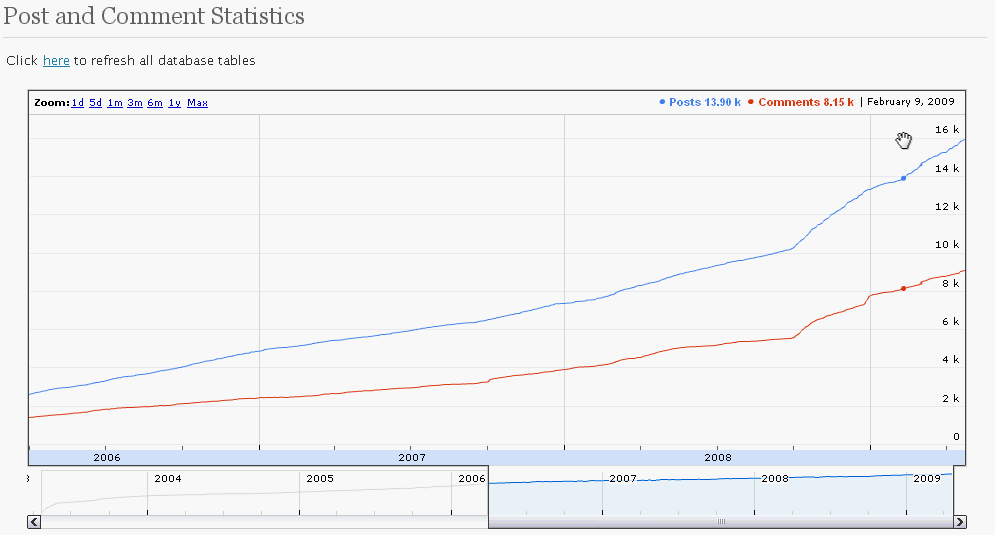 Post and Comment Statistics
Click here to refresh all database tables
Zoom: 1d 5d 1m 3m 6m 1y Max
Posts 13.90 k Comments 8.15 k | February 9, 2009
16 k
14 k
12 k
10 k
8 k
6 k
4 k
2 k
0
2006 2007 2008
3 2004 2005 2006 2007 2008 2009